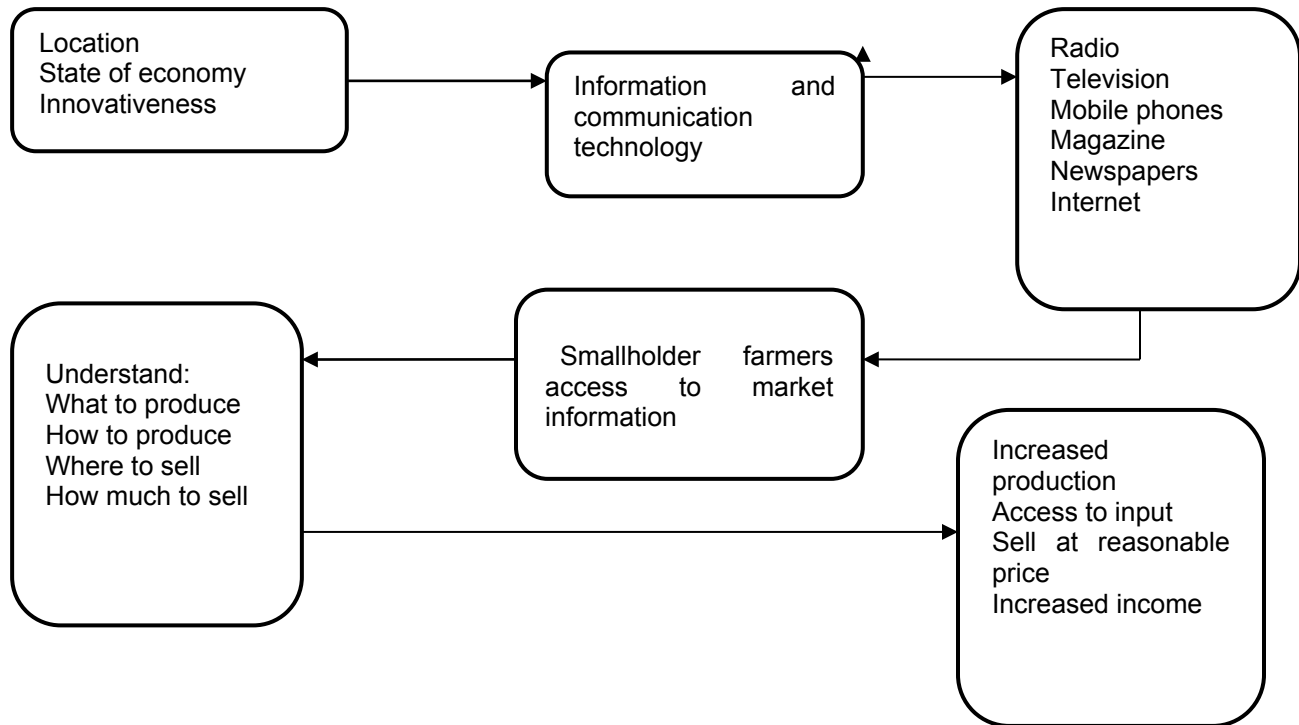 Location
State of economy
Innovativeness
Information and
communication
technology
Radio
Television
Mobile phones
Magazine
Newspapers
Internet
Smallholder farmers
access to market
information
Understand:
What to produce
How to produce
Where to sell
How much to sell
Increased
production
Access to input
Sell at reasonable
price
Increased income